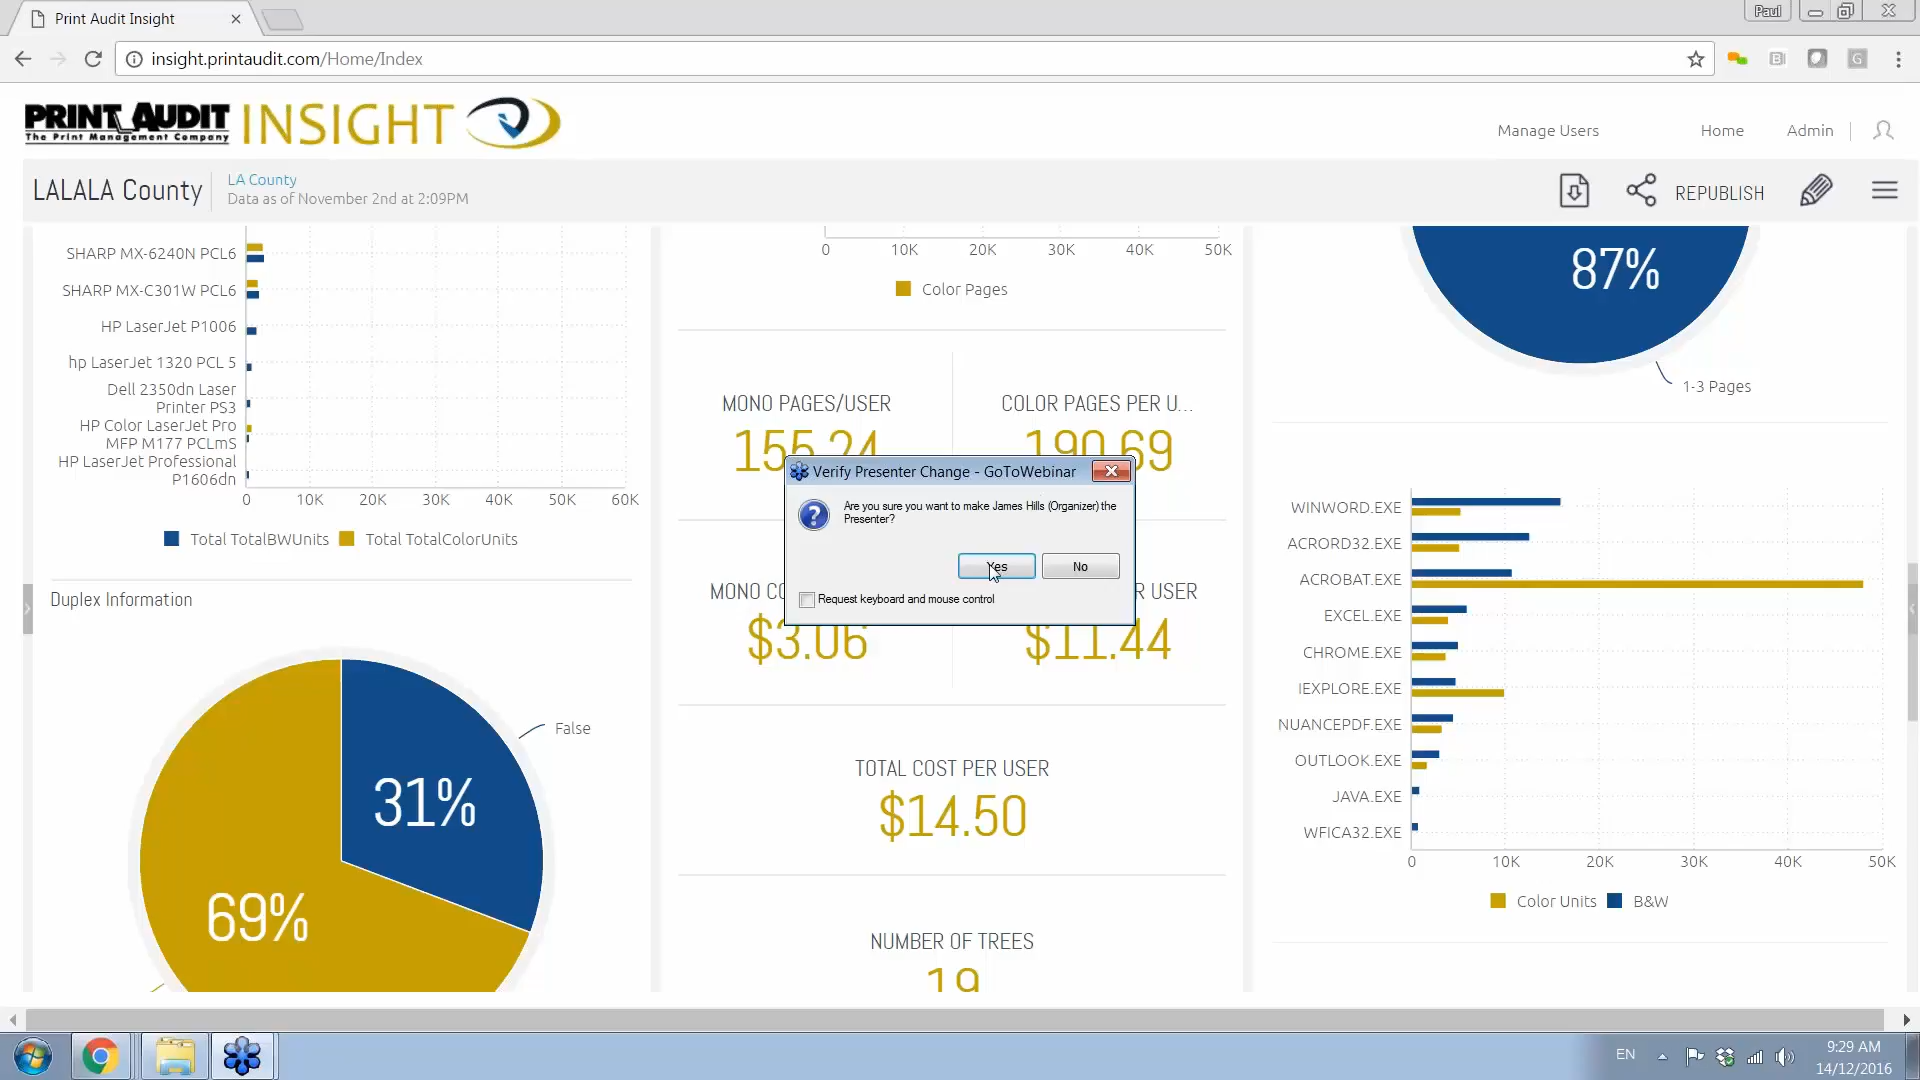 Print Audit Insight
Paul
insight.printaudit.com/Home/Index
PRINT AUDIT INSIGHT
The Print Management Company
Manage Users
Home
Admin
LALALA County
LA County
Data as of November 2nd at 2:09PM
REPUBLISH
SHARP MX-6240N PCL6
SHARP MX-C301W PCL6
HP LaserJet P1006
hp LaserJet 1320 PCL 5
Dell 2350dn Laser
Printer PS3
HP Color LaserJet Pro
MFP M177 PCLmS
HP LaserJet Professional
P1606dn
0 10K 20K 30K 40K 50K 60K
Total TotalBWUnits Total TotalColorUnits
Duplex Information
False
31%
69%
0 10K 20K 30K 40K 50K
Color Pages
MONO PAGES/USER
155.24
COLOR PAGES PER U...
190.69
Verify Presenter Change - GoToWebinar
Are you sure you want to make James Hills (Organizer) the
Presenter?
Yes
No
Request keyboard and mouse control
MONO
R USER
$3.06
$11.44
TOTAL COST PER USER
$14.50
NUMBER OF TREES
19
87%
1-3 Pages
WINWORD.EXE
ACRORD32.EXE
ACROBAT.EXE
EXCEL.EXE
CHROME.EXE
IEXPLORE.EXE
NUANCEPDF.EXE
OUTLOOK.EXE
JAVA.EXE
WFICA32.EXE
0 10K 20K 30K 40K 50K
Color Units B&W
EN
9:29 AM
14/12/2016